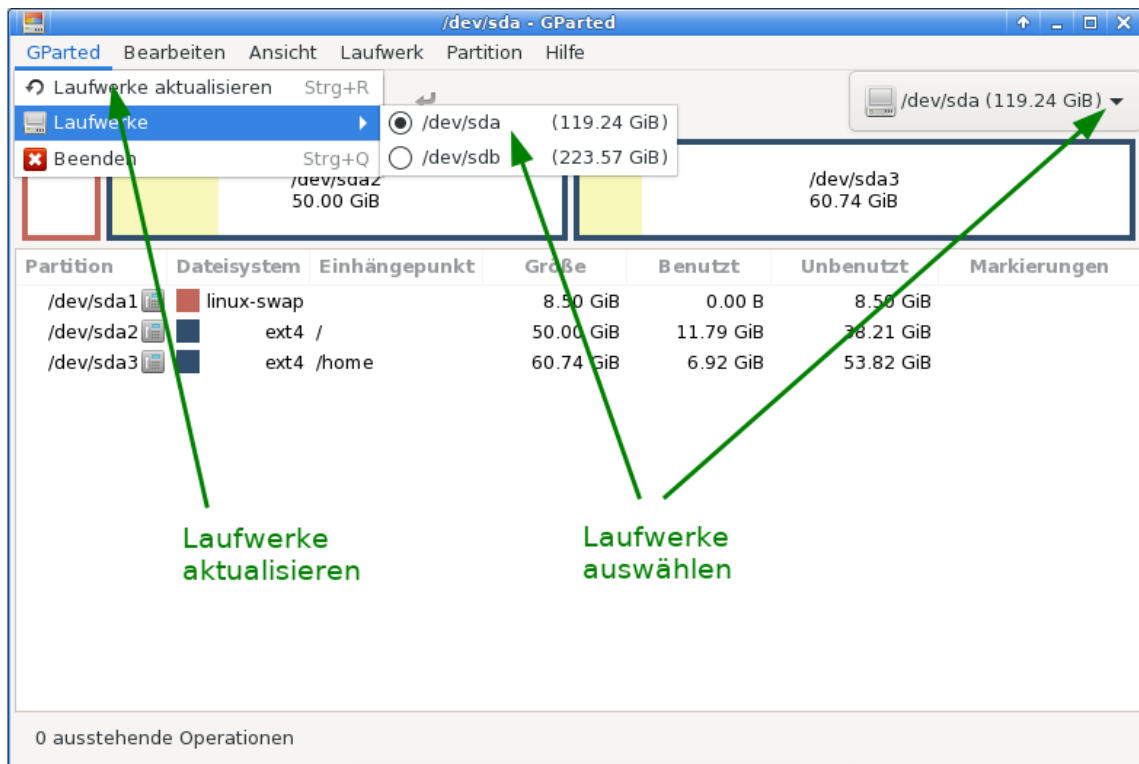 /dev/sda - GParted
GParted Bearbeiten Ansicht Laufwerk Partition Hilfe
Laufwerke aktualisieren Strg+R
/dev/sda (119.24 GiB)
Laufwerke
/dev/sda (119.24 GiB)
Beenden Strg+Q
/dev/sdb (223.57 GiB)
/dev/sda2
50.00 GiB
/dev/sda3
60.74 GiB
Partition Dateisystem Einhängepunkt Größe Benutzt Unbenutzt Markierungen
/dev/sda1 linux-swap 8.50 GiB 0.00 B 8.50 GiB
/dev/sda2 ext4 / 50.00 GiB 11.79 GiB 38.21 GiB
/dev/sda3 ext4 /home 60.74 GiB 6.92 GiB 53.82 GiB
Laufwerke
aktualisieren
Laufwerke
auswählen
0 ausstehende Operationen